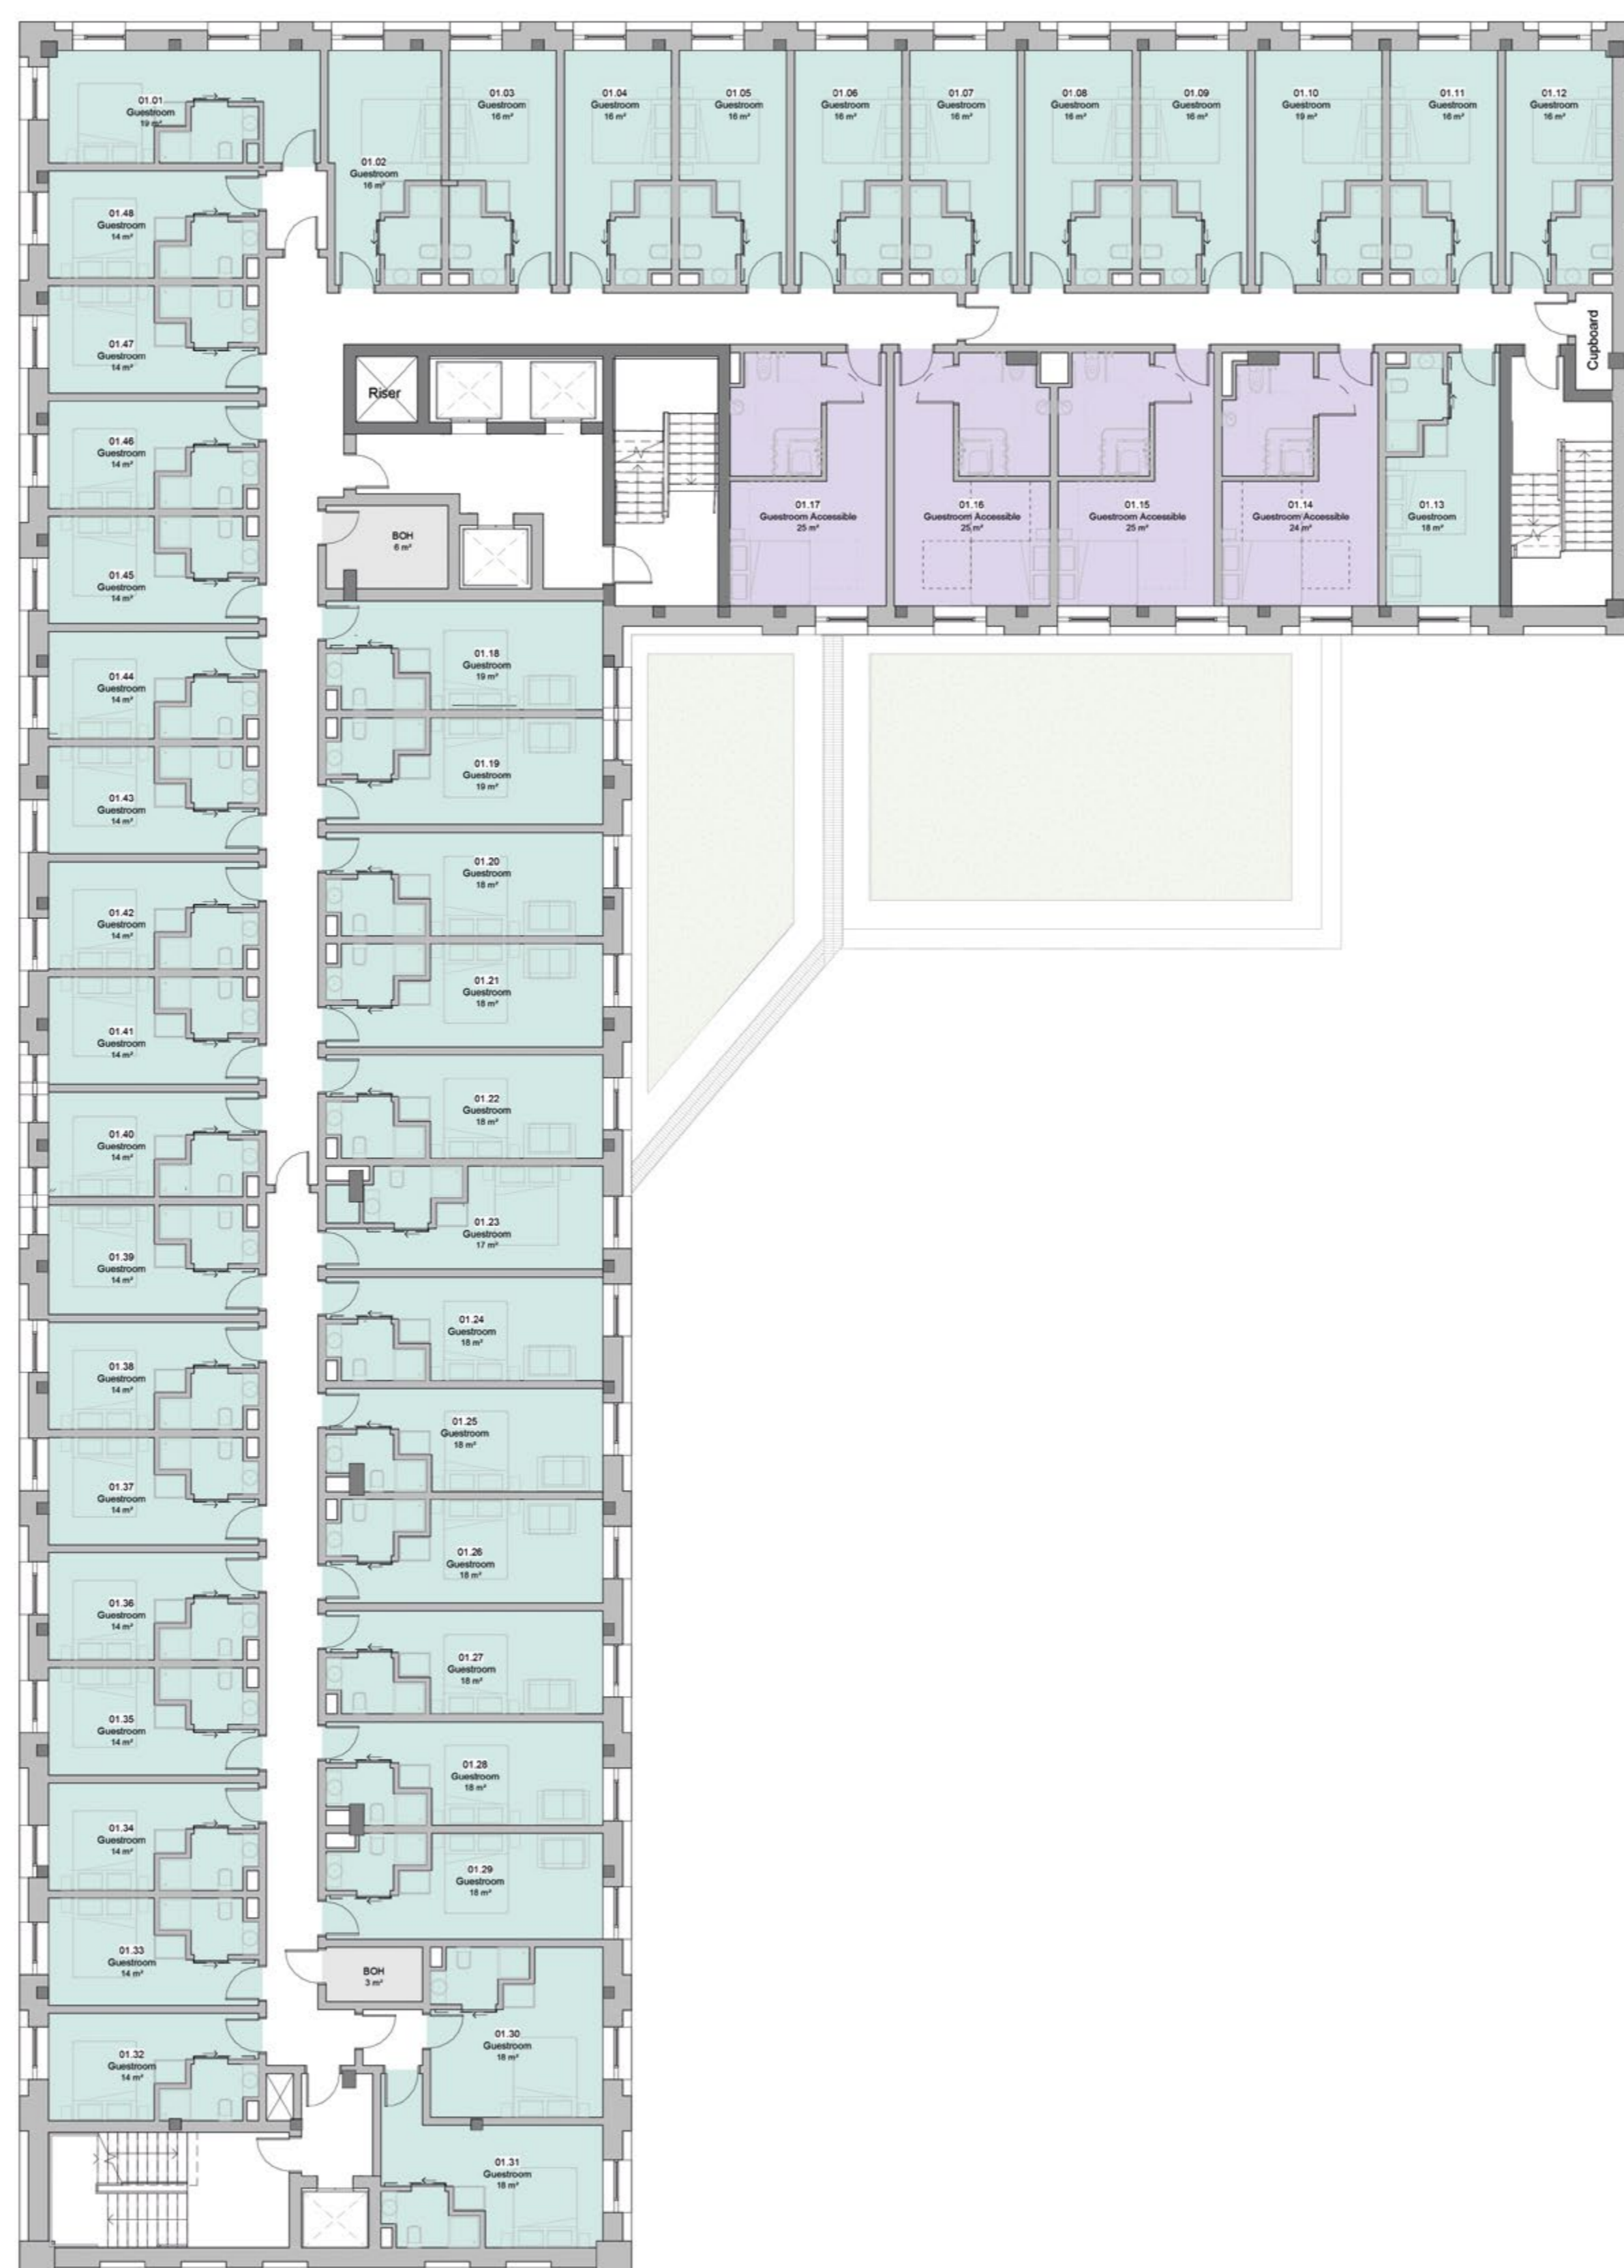 01.01
Guestroom
19 m²
01.02
Guestroom
16 m²
01.03
Guestroom
16 m²
01.04
Guestroom
16 m²
01.05
Guestroom
16 m²
01.06
Guestroom
16 m²
01.07
Guestroom
16 m²
01.08
Guestroom
16 m²
01.09
Guestroom
16 m²
01.10
Guestroom
19 m²
01.11
Guestroom
16 m²
01.12
Guestroom
16 m²
Cupboard
01.13
Guestroom
18 m²
01.14
Guestroom Accessible
24 m²
01.15
Guestroom Accessible
25 m²
01.16
Guestroom Accessible
25 m²
01.17
Guestroom Accessible
25 m²
Riser
BOH
6 m²
01.18
Guestroom
19 m²
01.19
Guestroom
19 m²
01.20
Guestroom
18 m²
01.21
Guestroom
18 m²
01.22
Guestroom
18 m²
01.23
Guestroom
17 m²
01.24
Guestroom
18 m²
01.25
Guestroom
18 m²
01.26
Guestroom
18 m²
01.27
Guestroom
18 m²
01.28
Guestroom
18 m²
01.29
Guestroom
18 m²
BOH
3 m²
01.30
Guestroom
18 m²
01.31
Guestroom
18 m²
01.32
Guestroom
14 m²
01.33
Guestroom
14 m²
01.34
Guestroom
14 m²
01.35
Guestroom
14 m²
01.36
Guestroom
14 m²
01.37
Guestroom
14 m²
01.38
Guestroom
14 m²
01.39
Guestroom
14 m²
01.40
Guestroom
14 m²
01.41
Guestroom
14 m²
01.42
Guestroom
14 m²
01.43
Guestroom
14 m²
01.44
Guestroom
14 m²
01.45
Guestroom
14 m²
01.46
Guestroom
14 m²
01.47
Guestroom
14 m²
01.48
Guestroom
14 m²